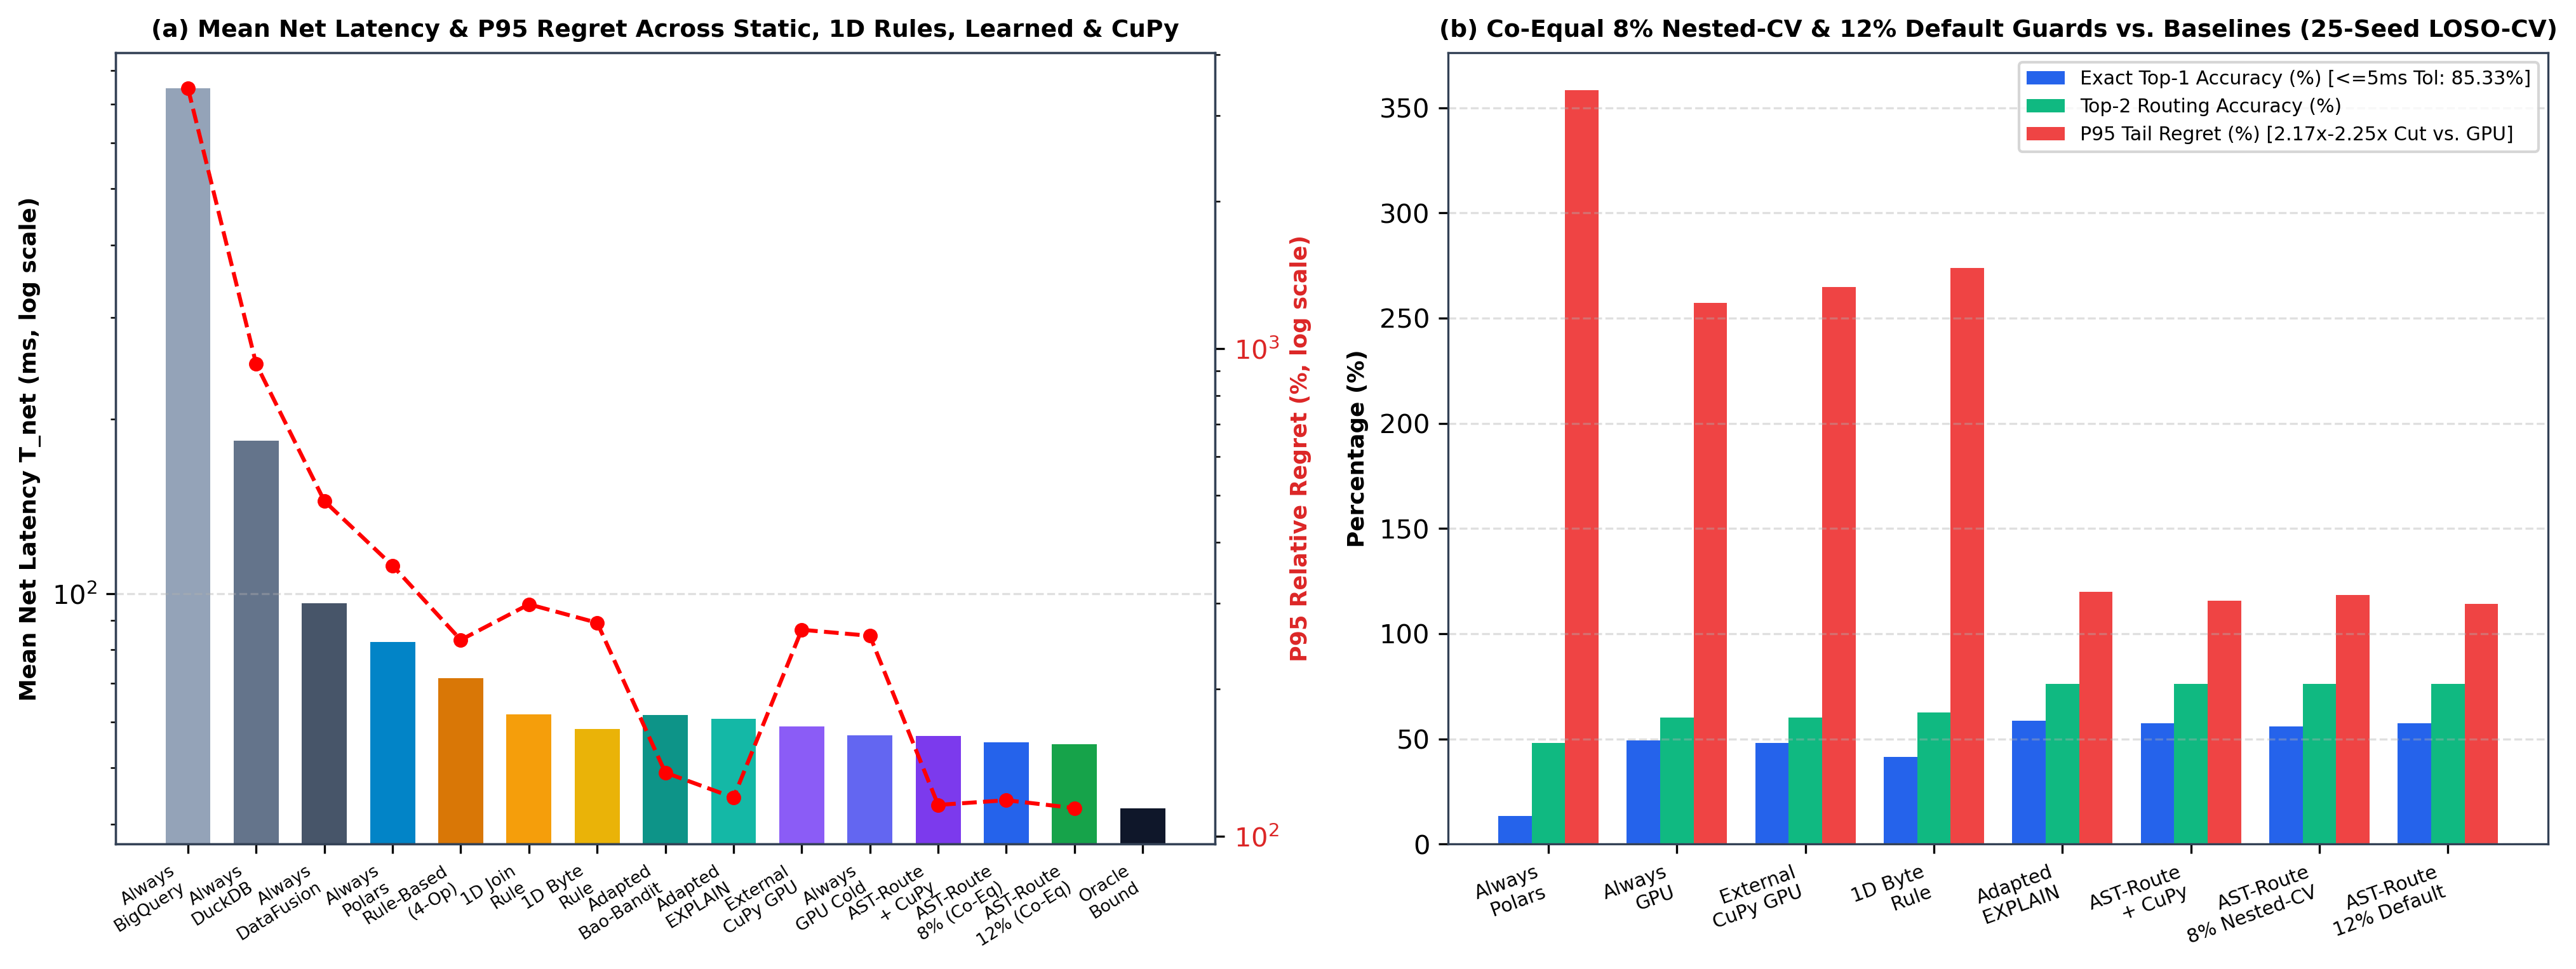 (a) Mean Net Latency & P95 Regret Across Static, 1D Rules, Learned & CuPy
Mean Net Latency T_net (ms, log scale)
10²
10³
10²
P95 Relative Regret (%, log scale)
Always
BigQuery
Always
DuckDB
Always
DataFusion
Always
Polars
Rule-Based
(4-Op)
1D Join
Rule
1D Byte
Rule
Adapted
Bao-Bandit
Adapted
EXPLAIN
External
CuPy GPU
Always
GPU Cold
AST-Route
+ CuPy
AST-Route
8% (Co-Eq)
AST-Route
12% (Co-Eq)
Oracle
Bound
(b) Co-Equal 8% Nested-CV & 12% Default Guards vs. Baselines (25-Seed LOSO-CV)
Exact Top-1 Accuracy (%) [<=5ms Tol: 85.33%]
Top-2 Routing Accuracy (%)
P95 Tail Regret (%) [2.17x-2.25x Cut vs. GPU]
Percentage (%)
350
300
250
200
150
100
50
0
Always
Polars
Always
GPU
External
CuPy GPU
1D Byte
Rule
Adapted
EXPLAIN
AST-Route
+ CuPy
AST-Route
8% Nested-CV
AST-Route
12% Default